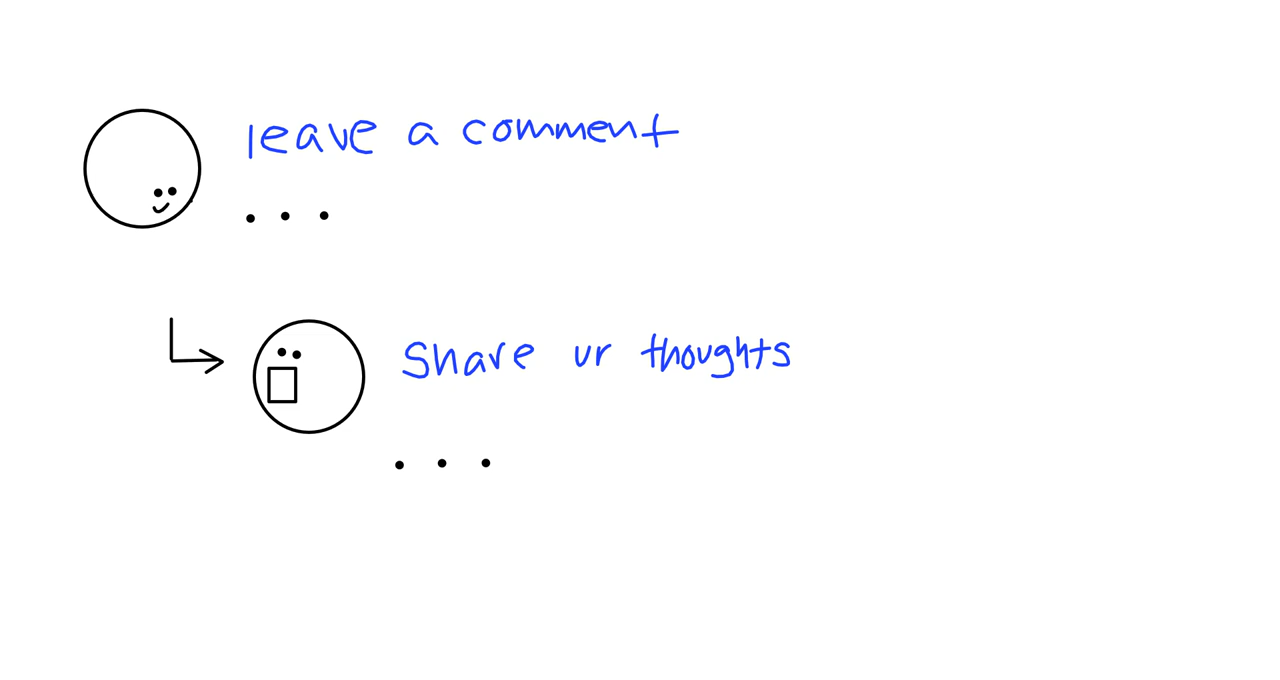 leave a comment
. . .
Share ur thoughts
. . .